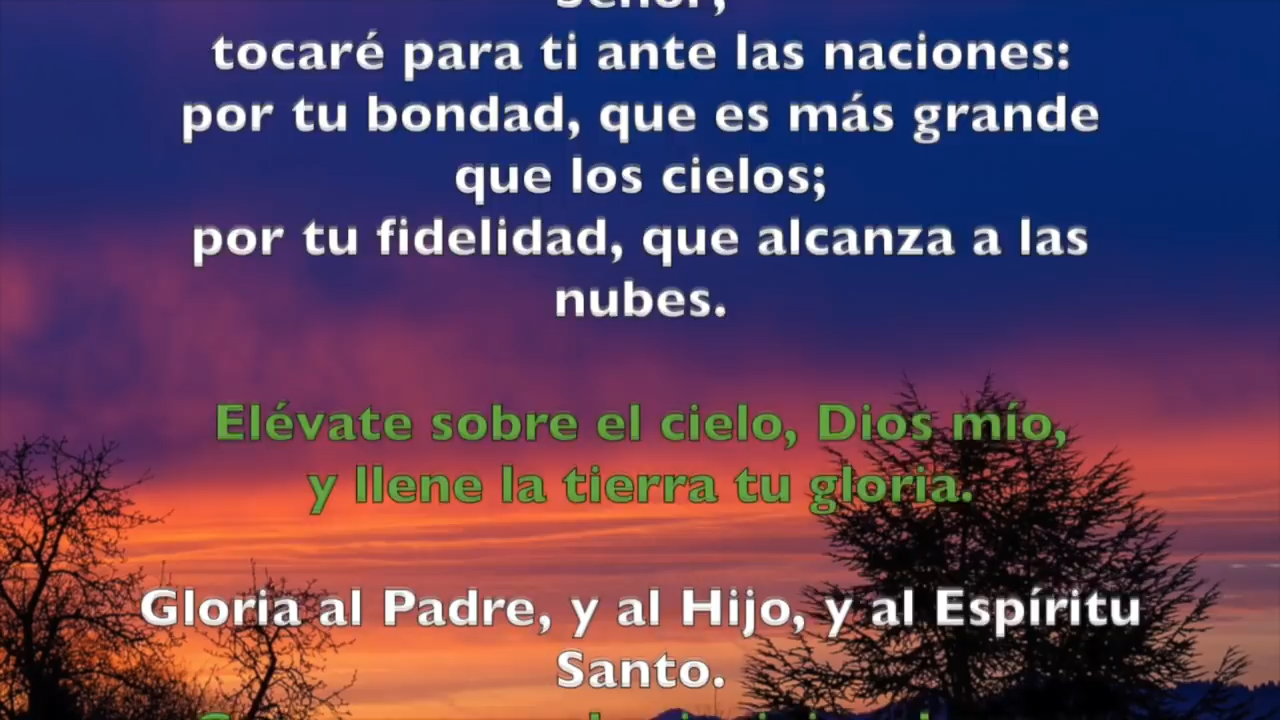 Señor,
tocaré para ti ante las naciones:
por tu bondad, que es más grande
que los cielos;
por tu fidelidad, que alcanza a las
nubes.
Elévate sobre el cielo, Dios mío,
y llene la tierra tu gloria.
Gloria al Padre, y al Hijo, y al Espíritu
Santo.